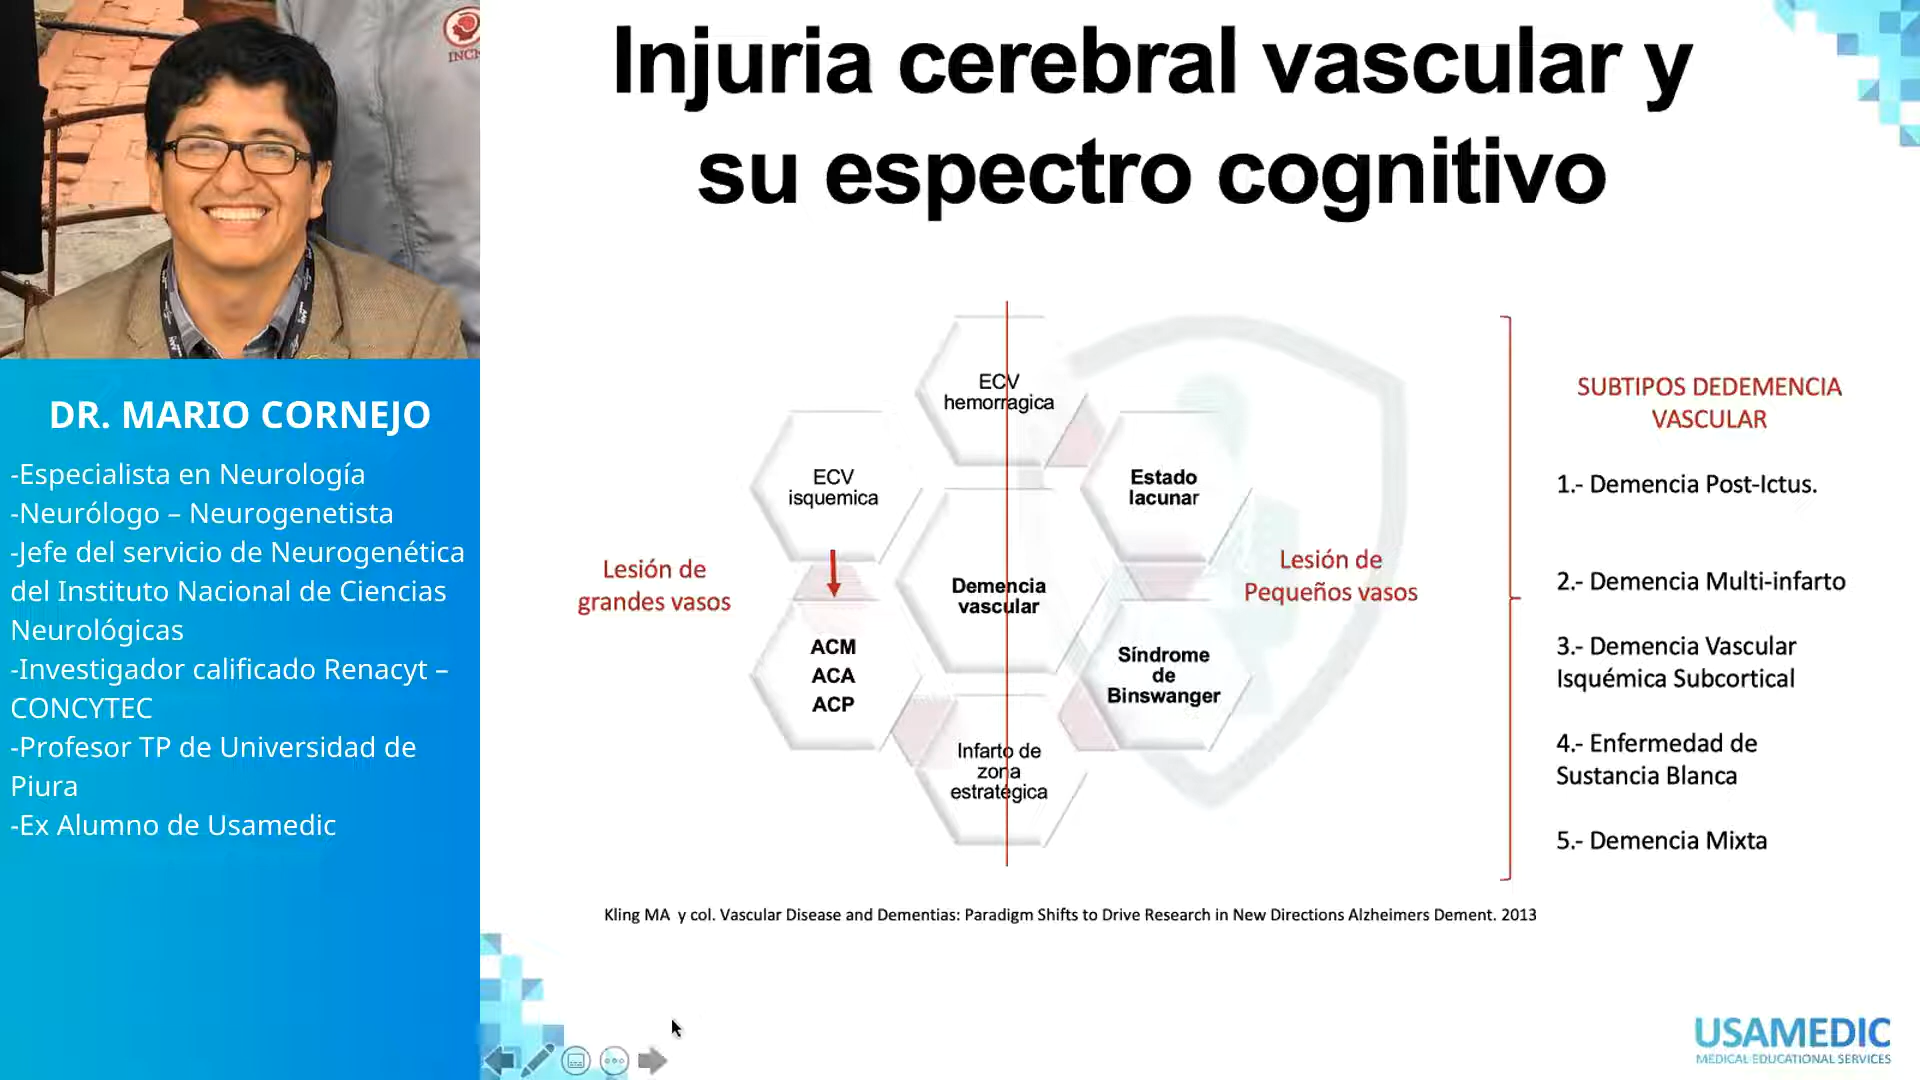 INCN
DR. MARIO CORNEJO
-Especialista en Neurología
-Neurólogo – Neurogenetista
-Jefe del servicio de Neurogenética
del Instituto Nacional de Ciencias
Neurológicas
-Investigador calificado Renacyt –
CONCYTEC
-Profesor TP de Universidad de
Piura
-Ex Alumno de Usamedic
Injuria cerebral vascular y
su espectro cognitivo
ECV
hemorragica
ECV
isquemica
Estado
lacunar
Lesión de
grandes vasos
Demencia
vascular
Lesión de
Pequeños vasos
ACM
ACA
ACP
Síndrome
de
Binswanger
Infarto de
zona
estratégica
SUBTIPOS DEDEMENCIA
VASCULAR
1.- Demencia Post-Ictus.
2.- Demencia Multi-infarto
3.- Demencia Vascular
Isquémica Subcortical
4.- Enfermedad de
Sustancia Blanca
5.- Demencia Mixta
Kling MA y col. Vascular Disease and Dementias: Paradigm Shifts to Drive Research in New Directions Alzheimers Dement. 2013
USAMEDIC
MEDICAL EDUCATIONAL SERVICES